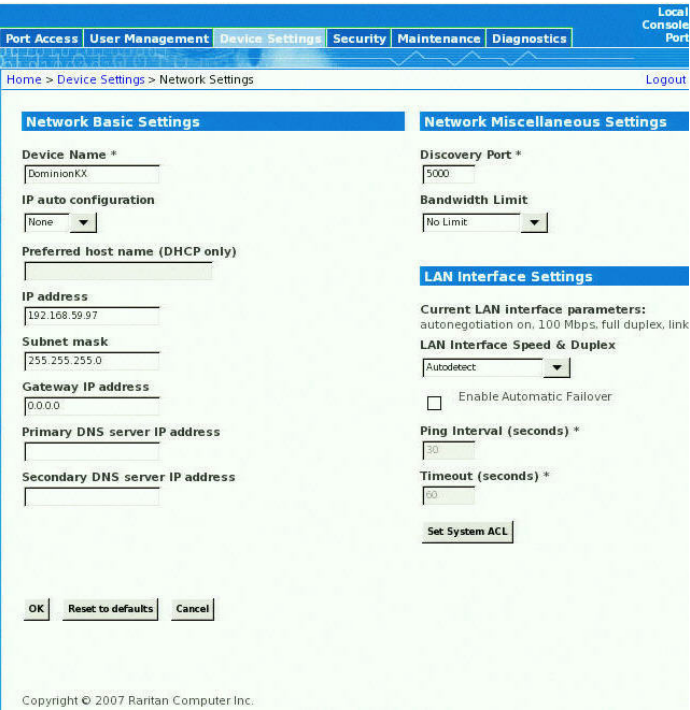 Local
Console
Port
Port Access User Management Device Settings Security Maintenance Diagnostics
Home > Device Settings > Network Settings
Logout
Network Basic Settings
Device Name *
DominionKX
IP auto configuration
None
Preferred host name (DHCP only)
IP address
192.168.59.97
Subnet mask
255.255.255.0
Gateway IP address
0.0.0.0
Primary DNS server IP address
Secondary DNS server IP address
Network Miscellaneous Settings
Discovery Port *
5000
Bandwidth Limit
No Limit
LAN Interface Settings
Current LAN interface parameters:
autonegotiation on, 100 Mbps, full duplex, link
LAN Interface Speed & Duplex
Autodetect
Enable Automatic Failover
Ping Interval (seconds) *
30
Timeout (seconds) *
60
Set System ACL
OK Reset to defaults Cancel
Copyright © 2007 Raritan Computer Inc.